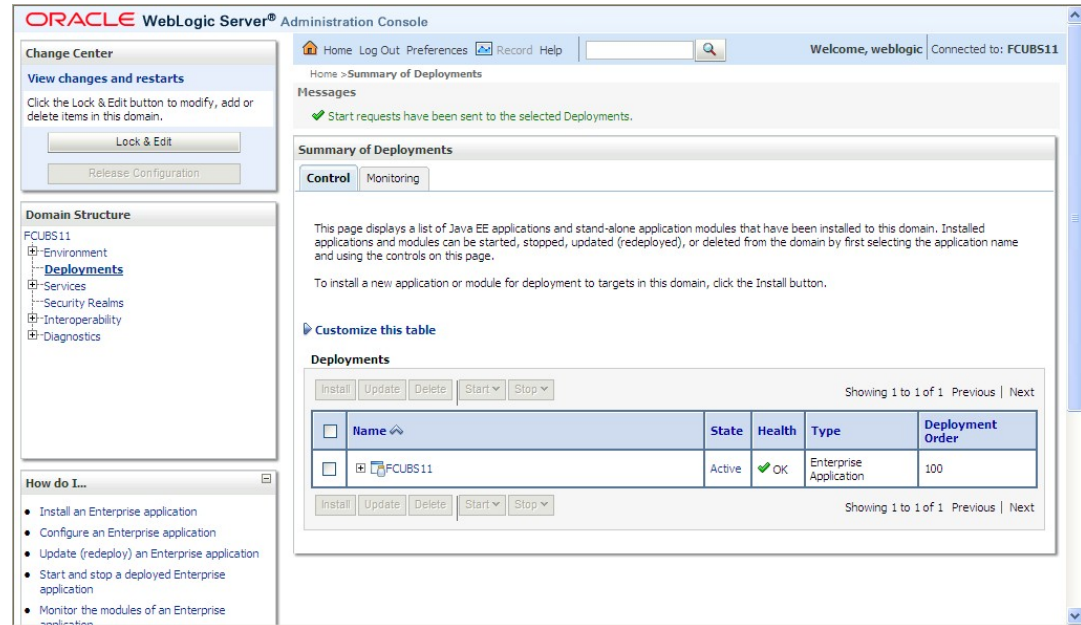 ORACLE WebLogic Server® Administration Console
Change Center
View changes and restarts
Click the Lock & Edit button to modify, add or
delete items in this domain.
Lock & Edit
Release Configuration
Domain Structure
FCUBS11
Environment
Deployments
Services
Security Realms
Interoperability
Diagnostics
How do I...
Install an Enterprise application
Configure an Enterprise application
Update (redeploy) an Enterprise application
Start and stop a deployed Enterprise
application
Monitor the modules of an Enterprise
application
Home Log Out Preferences Record Help
Welcome, weblogic Connected to: FCUBS11
Home >Summary of Deployments
Messages
Start requests have been sent to the selected Deployments.
Summary of Deployments
Control Monitoring
This page displays a list of Java EE applications and stand-alone application modules that have been installed to this domain. Installed
applications and modules can be started, stopped, updated (redeployed), or deleted from the domain by first selecting the application name
and using the controls on this page.
To install a new application or module for deployment to targets in this domain, click the Install button.
Customize this table
Deployments
Install Update Delete Start Stop Showing 1 to 1 of 1 Previous | Next
Name State Health Type Deployment
Order
FCUBS11 Active OK Enterprise
Application 100
Install Update Delete Start Stop Showing 1 to 1 of 1 Previous | Next